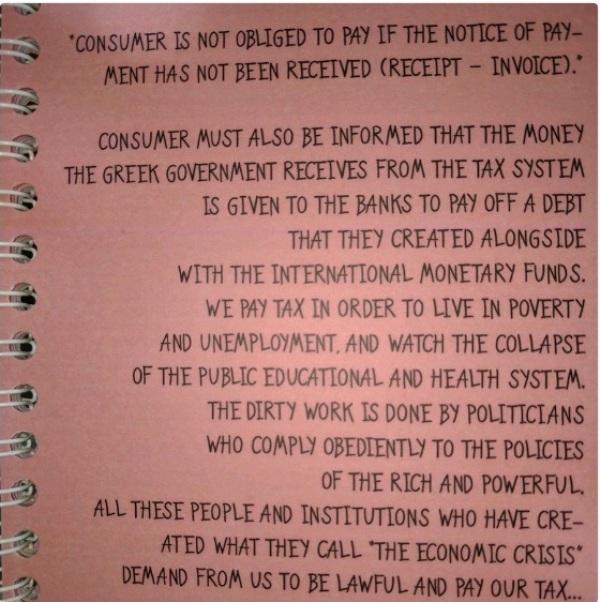 "CONSUMER IS NOT OBLIGED TO PAY IF THE NOTICE OF PAY–
MENT HAS NOT BEEN RECEIVED (RECEIPT – INVOICE)."
CONSUMER MUST ALSO BE INFORMED THAT THE MONEY
THE GREEK GOVERNMENT RECEIVES FROM THE TAX SYSTEM
IS GIVEN TO THE BANKS TO PAY OFF A DEBT
THAT THEY CREATED ALONGSIDE
WITH THE INTERNATIONAL MONETARY FUNDS.
WE PAY TAX IN ORDER TO LIVE IN POVERTY
AND UNEMPLOYMENT, AND WATCH THE COLLAPSE
OF THE PUBLIC EDUCATIONAL AND HEALTH SYSTEM.
THE DIRTY WORK IS DONE BY POLITICIANS
WHO COMPLY OBEDIENTLY TO THE POLICIES
OF THE RICH AND POWERFUL.
ALL THESE PEOPLE AND INSTITUTIONS WHO HAVE CRE–
ATED WHAT THEY CALL "THE ECONOMIC CRISIS"
DEMAND FROM US TO BE LAWFUL AND PAY OUR TAX...